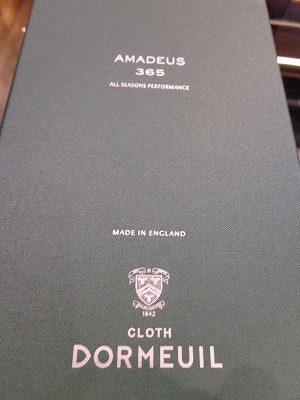 AMADEUS
365
ALL SEASONS PERFORMANCE
MADE IN ENGLAND
D
1842
CLOTH
DORMEUIL